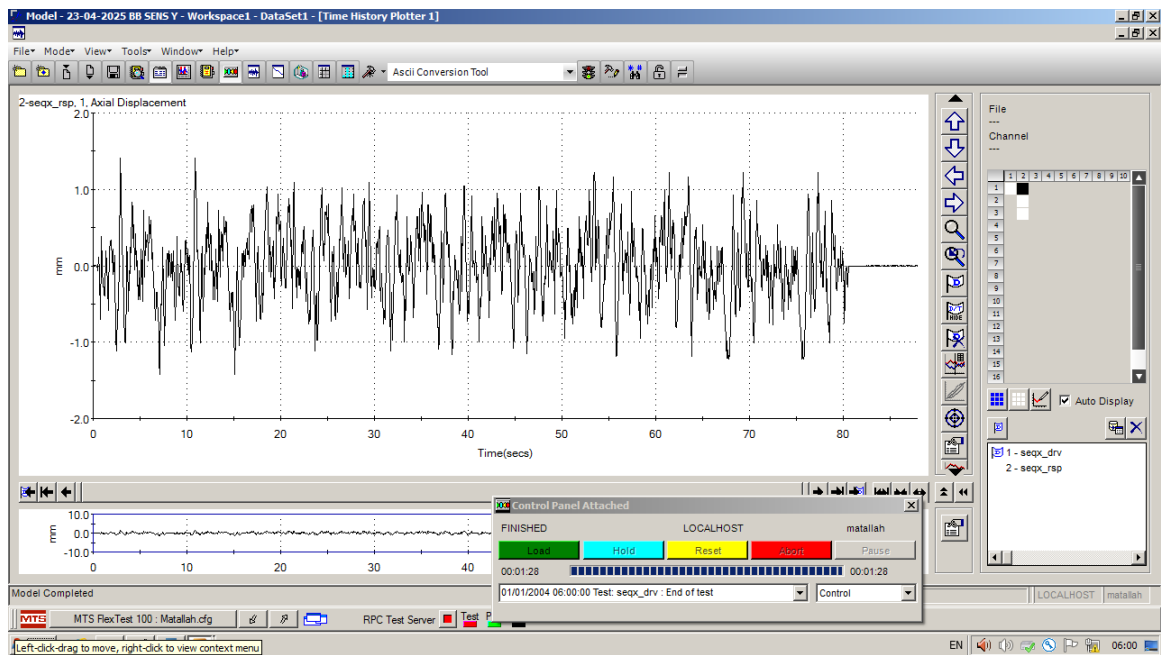 Model - 23-04-2025 BB SENS Y - Workspace1 - DataSet1 - [Time History Plotter 1]
File Mode View Tools Window Help
Ascii Conversion Tool
2-seqx_rsp, 1, Axial Displacement
2.0
1.0
0.0
-1.0
-2.0
mm
0 10 20 30 40 50 60 70 80
Time(secs)
10.0
0.0
-10.0
mm
0 10 20 30 40
File
---
Channel
---
1 2 3 4 5 6 7 8 9 10
1
2
3
4
5
6
7
8
9
10
11
12
13
14
15
16
Auto Display
1 - seqx_drv
2 - seqx_rsp
Control Panel Attached
FINISHED LOCALHOST matallah
Load Hold Reset Abort Pause
00:01:28 00:01:28
01/01/2004 06:00:00 Test: seqx_drv : End of test Control
Model Completed LOCALHOST matallah
MTS MTS FlexTest 100 : Matallah.cfg RPC Test Server Test
Left-click-drag to move, right-click to view context menu EN 06:00